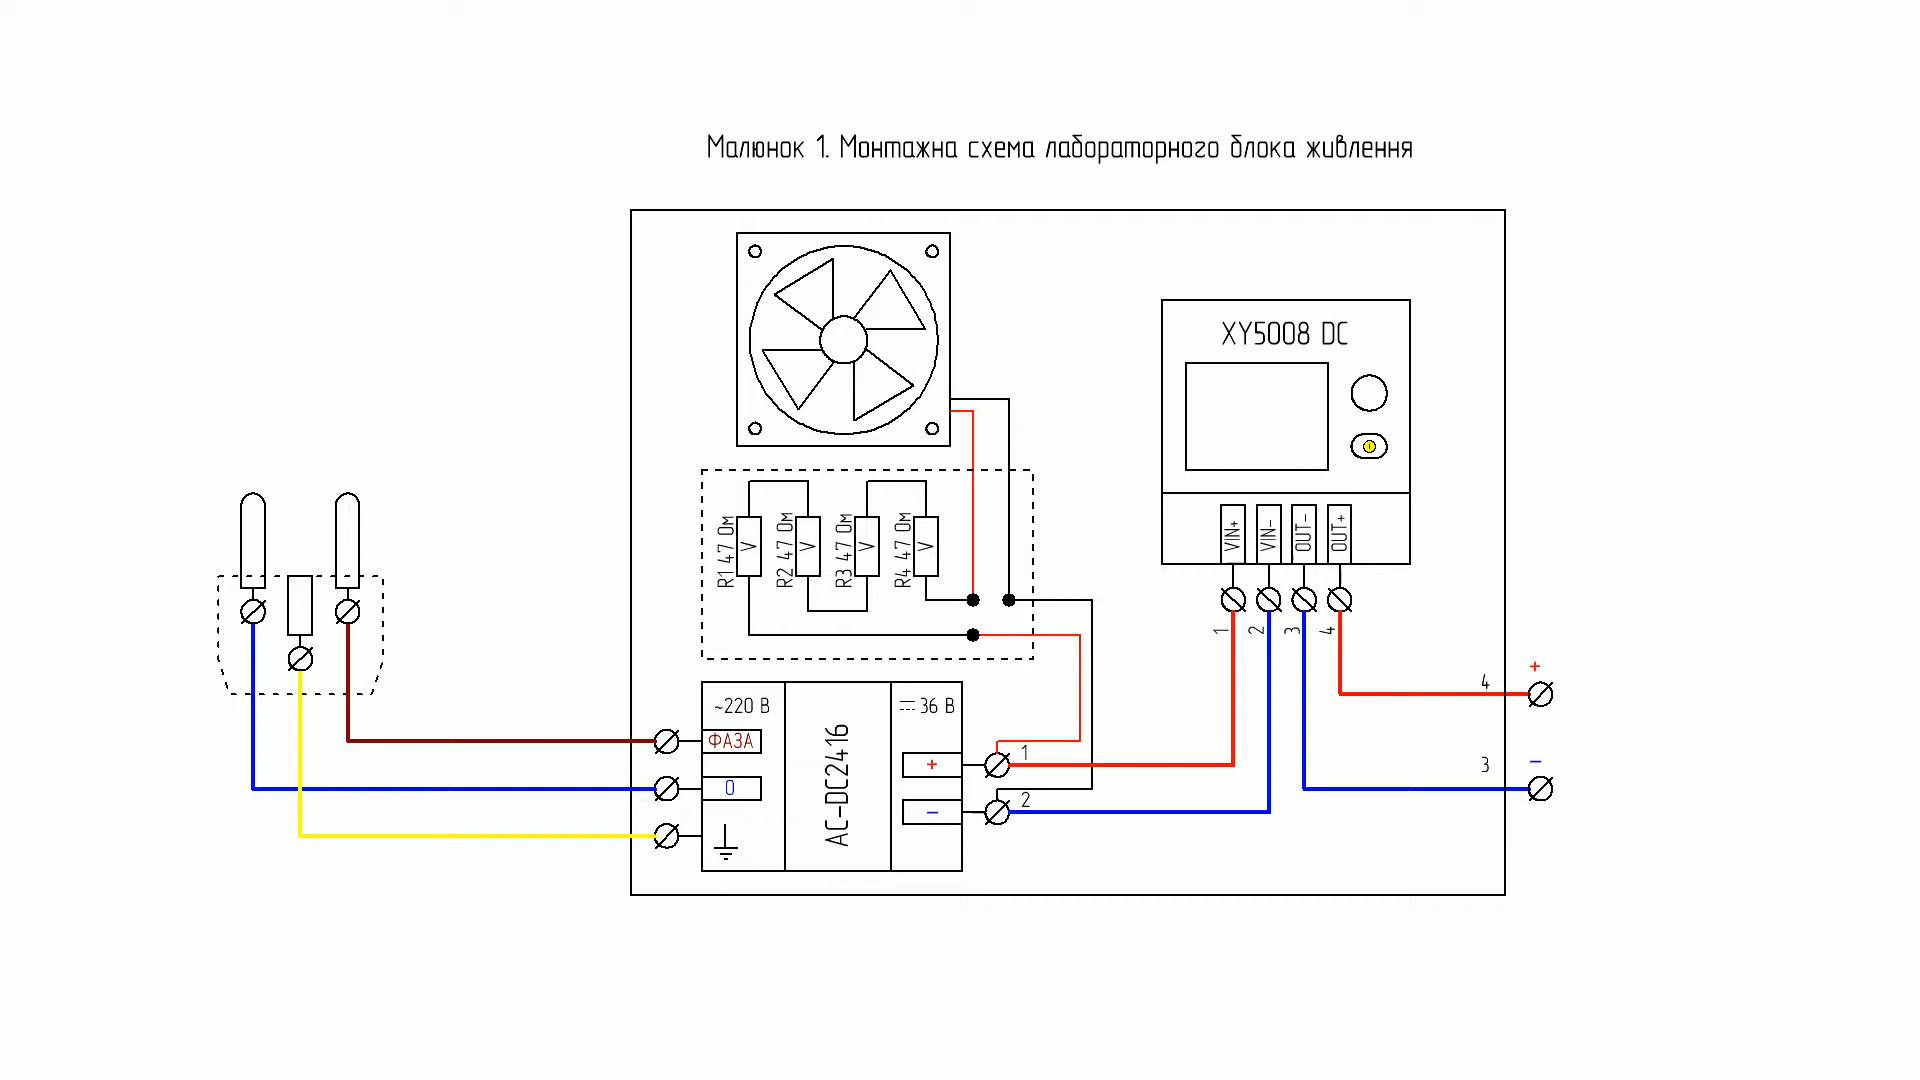 Малюнок 1. Монтажна схема лабораторного блока живлення
XY5008 DC
VIN+
VIN-
OUT-
OUT+
1
2
3
4
R1 47 Ом
V
R2 47 Ом
V
R3 47 Ом
V
R4 47 Ом
V
~220 В
ФАЗА
0
AC-DC2416
36 В
+
-
1
2
4
+
3
-